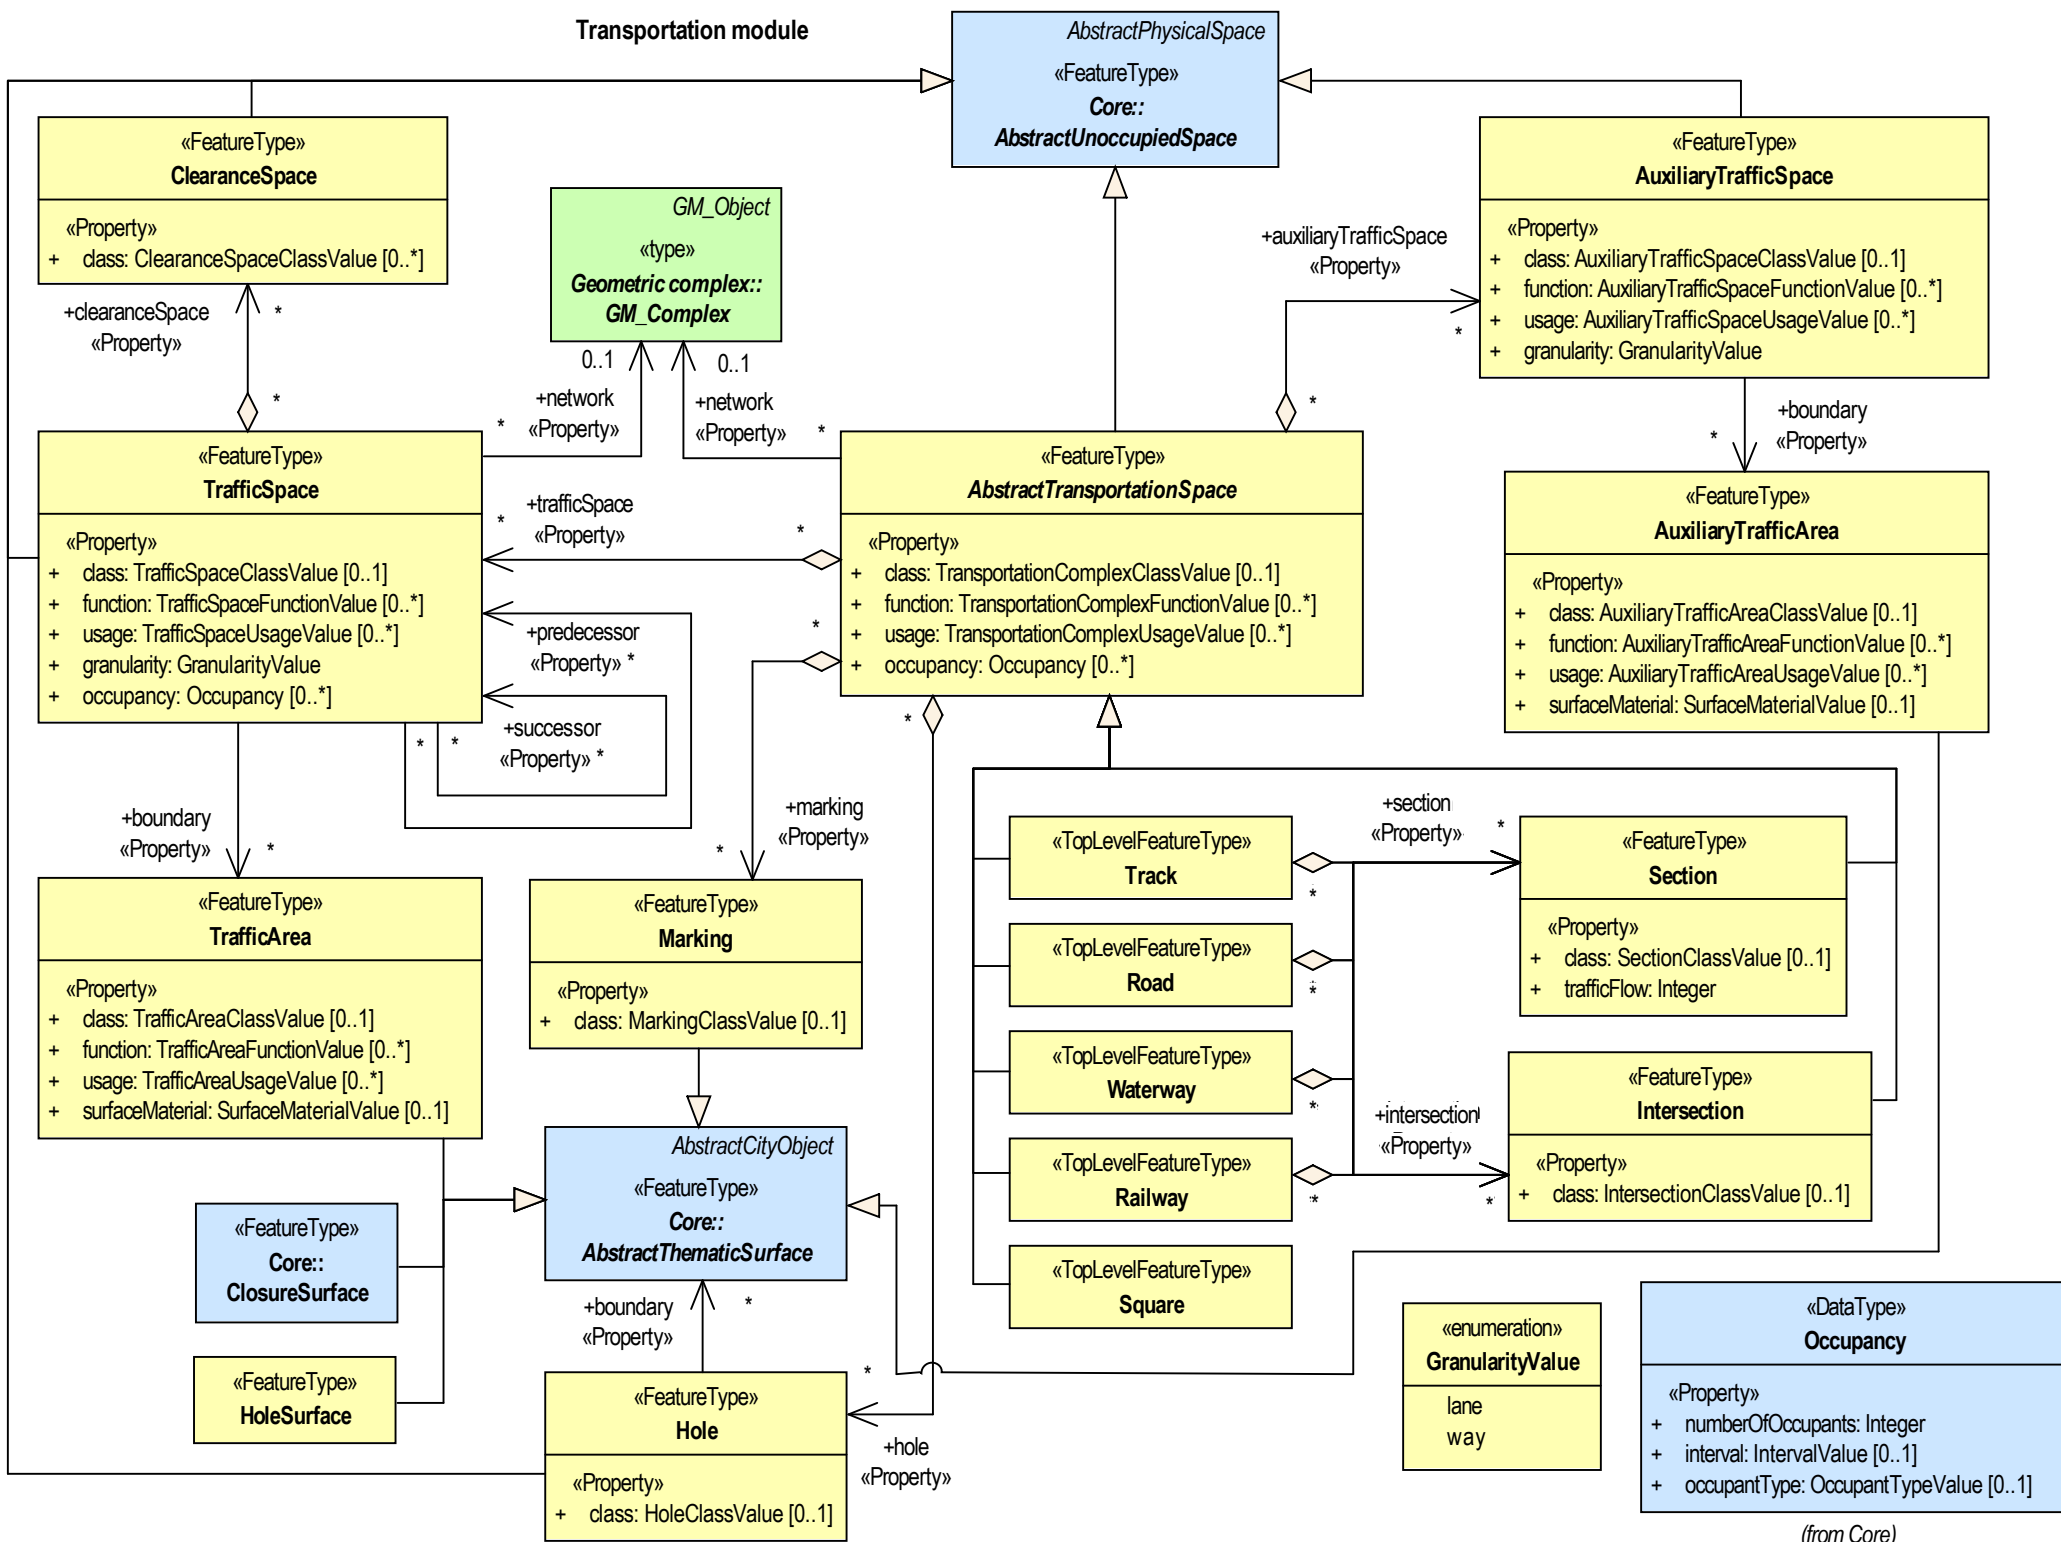 Transportation module
AbstractPhysicalSpace
«FeatureType»
Core::
AbstractUnoccupiedSpace
«FeatureType»
ClearanceSpace
«Property»
+ class: ClearanceSpaceClassValue [0..*]
«FeatureType»
AuxiliaryTrafficSpace
«Property»
+ class: AuxiliaryTrafficSpaceClassValue [0..1]
+ function: AuxiliaryTrafficSpaceFunctionValue [0..*]
+ usage: AuxiliaryTrafficSpaceUsageValue [0..*]
+ granularity: GranularityValue
GM_Object
«type»
Geometric complex::
GM_Complex
+auxiliaryTrafficSpace
«Property»
*
*
+clearanceSpace
«Property»
*
*
0..1
0..1
+network
«Property»
*
+network
«Property»
*
+boundary
«Property»
*
«FeatureType»
TrafficSpace
«Property»
+ class: TrafficSpaceClassValue [0..1]
+ function: TrafficSpaceFunctionValue [0..*]
+ usage: TrafficSpaceUsageValue [0..*]
+ granularity: GranularityValue
+ occupancy: Occupancy [0..*]
+trafficSpace
«Property»
*
*
+predecessor
«Property» *
*
+successor
«Property» *
*
«FeatureType»
AbstractTransportationSpace
«Property»
+ class: TransportationComplexClassValue [0..1]
+ function: TransportationComplexFunctionValue [0..*]
+ usage: TransportationComplexUsageValue [0..*]
+ occupancy: Occupancy [0..*]
*
*
«FeatureType»
AuxiliaryTrafficArea
«Property»
+ class: AuxiliaryTrafficAreaClassValue [0..1]
+ function: AuxiliaryTrafficAreaFunctionValue [0..*]
+ usage: AuxiliaryTrafficAreaUsageValue [0..*]
+ surfaceMaterial: SurfaceMaterialValue [0..1]
+boundary
«Property»
*
+marking
«Property»
*
«FeatureType»
TrafficArea
«Property»
+ class: TrafficAreaClassValue [0..1]
+ function: TrafficAreaFunctionValue [0..*]
+ usage: TrafficAreaUsageValue [0..*]
+ surfaceMaterial: SurfaceMaterialValue [0..1]
«FeatureType»
Marking
«Property»
+ class: MarkingClassValue [0..1]
«TopLevelFeatureType»
Track
*
«TopLevelFeatureType»
Road
*
«TopLevelFeatureType»
Waterway
*
«TopLevelFeatureType»
Railway
*
«TopLevelFeatureType»
Square
+section
«Property»
*
«FeatureType»
Section
«Property»
+ class: SectionClassValue [0..1]
+ trafficFlow: Integer
+intersection
«Property»
*
«FeatureType»
Intersection
«Property»
+ class: IntersectionClassValue [0..1]
AbstractCityObject
«FeatureType»
Core::
AbstractThematicSurface
«FeatureType»
Core::
ClosureSurface
«FeatureType»
HoleSurface
+boundary
«Property»
*
*
«FeatureType»
Hole
«Property»
+ class: HoleClassValue [0..1]
+hole
«Property»
«enumeration»
GranularityValue
lane
way
«DataType»
Occupancy
«Property»
+ numberOfOccupants: Integer
+ interval: IntervalValue [0..1]
+ occupantType: OccupantTypeValue [0..1]
(from Core)